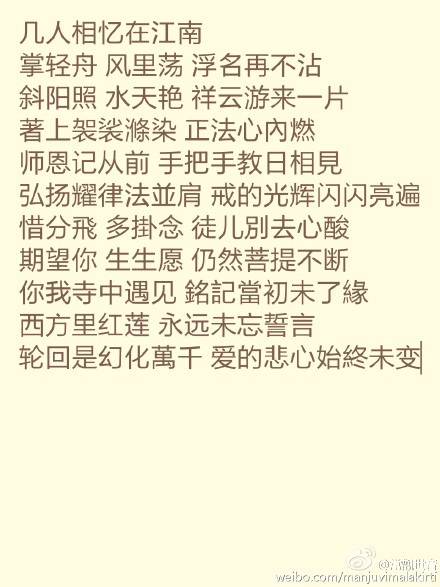 几人相忆在江南
掌轻舟 风里荡 浮名再不沾
斜阳照 水天艳 祥云游来一片
著上袈裟滌染 正法心內燃
师恩记从前 手把手教日相見
弘扬耀律法並肩 戒的光辉闪闪亮遍
惜分飛 多掛念 徒儿別去心酸
期望你 生生愿 仍然菩提不断
你我寺中遇见 銘記當初未了緣
西方里红莲 永远未忘誓言
轮回是幻化萬千 爱的悲心始終未变
weibo.com/manjuvimalakirti